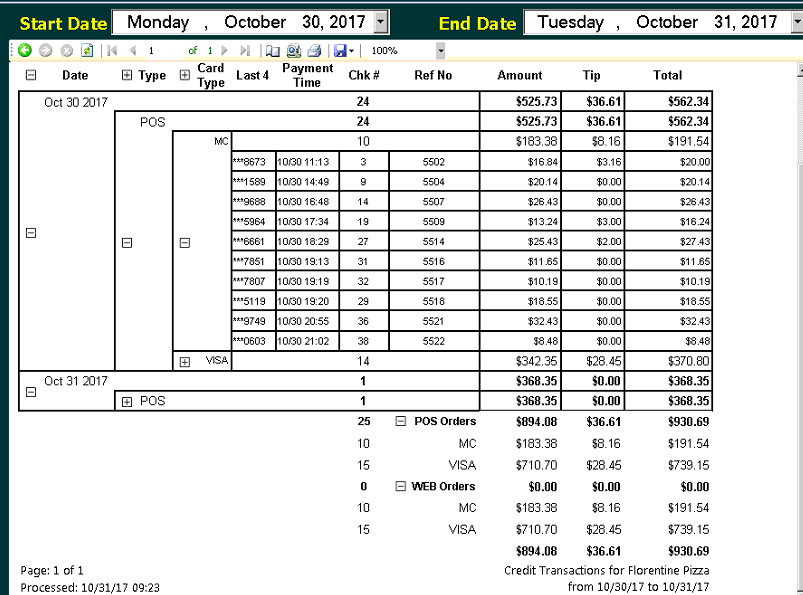 Start Date Monday , October 30, 2017 End Date Tuesday , October 31, 2017
1 of 1 100%
Date Type Card Type Last 4 Payment Time Chk # Ref No Amount Tip Total
Oct 30 2017 24 $525.73 $36.61 $562.34
POS 24 $525.73 $36.61 $562.34
MC 10 $183.38 $8.16 $191.54
***8673 10/30 11:13 3 5502 $16.84 $3.16 $20.00
***1589 10/30 14:49 9 5504 $20.14 $0.00 $20.14
***9688 10/30 16:48 14 5507 $26.43 $0.00 $26.43
***5964 10/30 17:34 19 5509 $13.24 $3.00 $16.24
***6661 10/30 18:29 27 5514 $25.43 $2.00 $27.43
***7851 10/30 19:13 31 5516 $11.65 $0.00 $11.65
***7807 10/30 19:19 32 5517 $10.19 $0.00 $10.19
***5119 10/30 19:20 29 5518 $18.55 $0.00 $18.55
***9749 10/30 20:55 36 5521 $32.43 $0.00 $32.43
***0603 10/30 21:02 38 5522 $8.48 $0.00 $8.48
VISA 14 $342.35 $28.45 $370.80
Oct 31 2017 1 $368.35 $0.00 $368.35
POS 1 $368.35 $0.00 $368.35
25 POS Orders $894.08 $36.61 $930.69
10 MC $183.38 $8.16 $191.54
15 VISA $710.70 $28.45 $739.15
0 WEB Orders $0.00 $0.00 $0.00
10 MC $183.38 $8.16 $191.54
15 VISA $710.70 $28.45 $739.15
$894.08 $36.61 $930.69
Page: 1 of 1 Credit Transactions for Florentine Pizza
Processed: 10/31/17 09:23 from 10/30/17 to 10/31/17